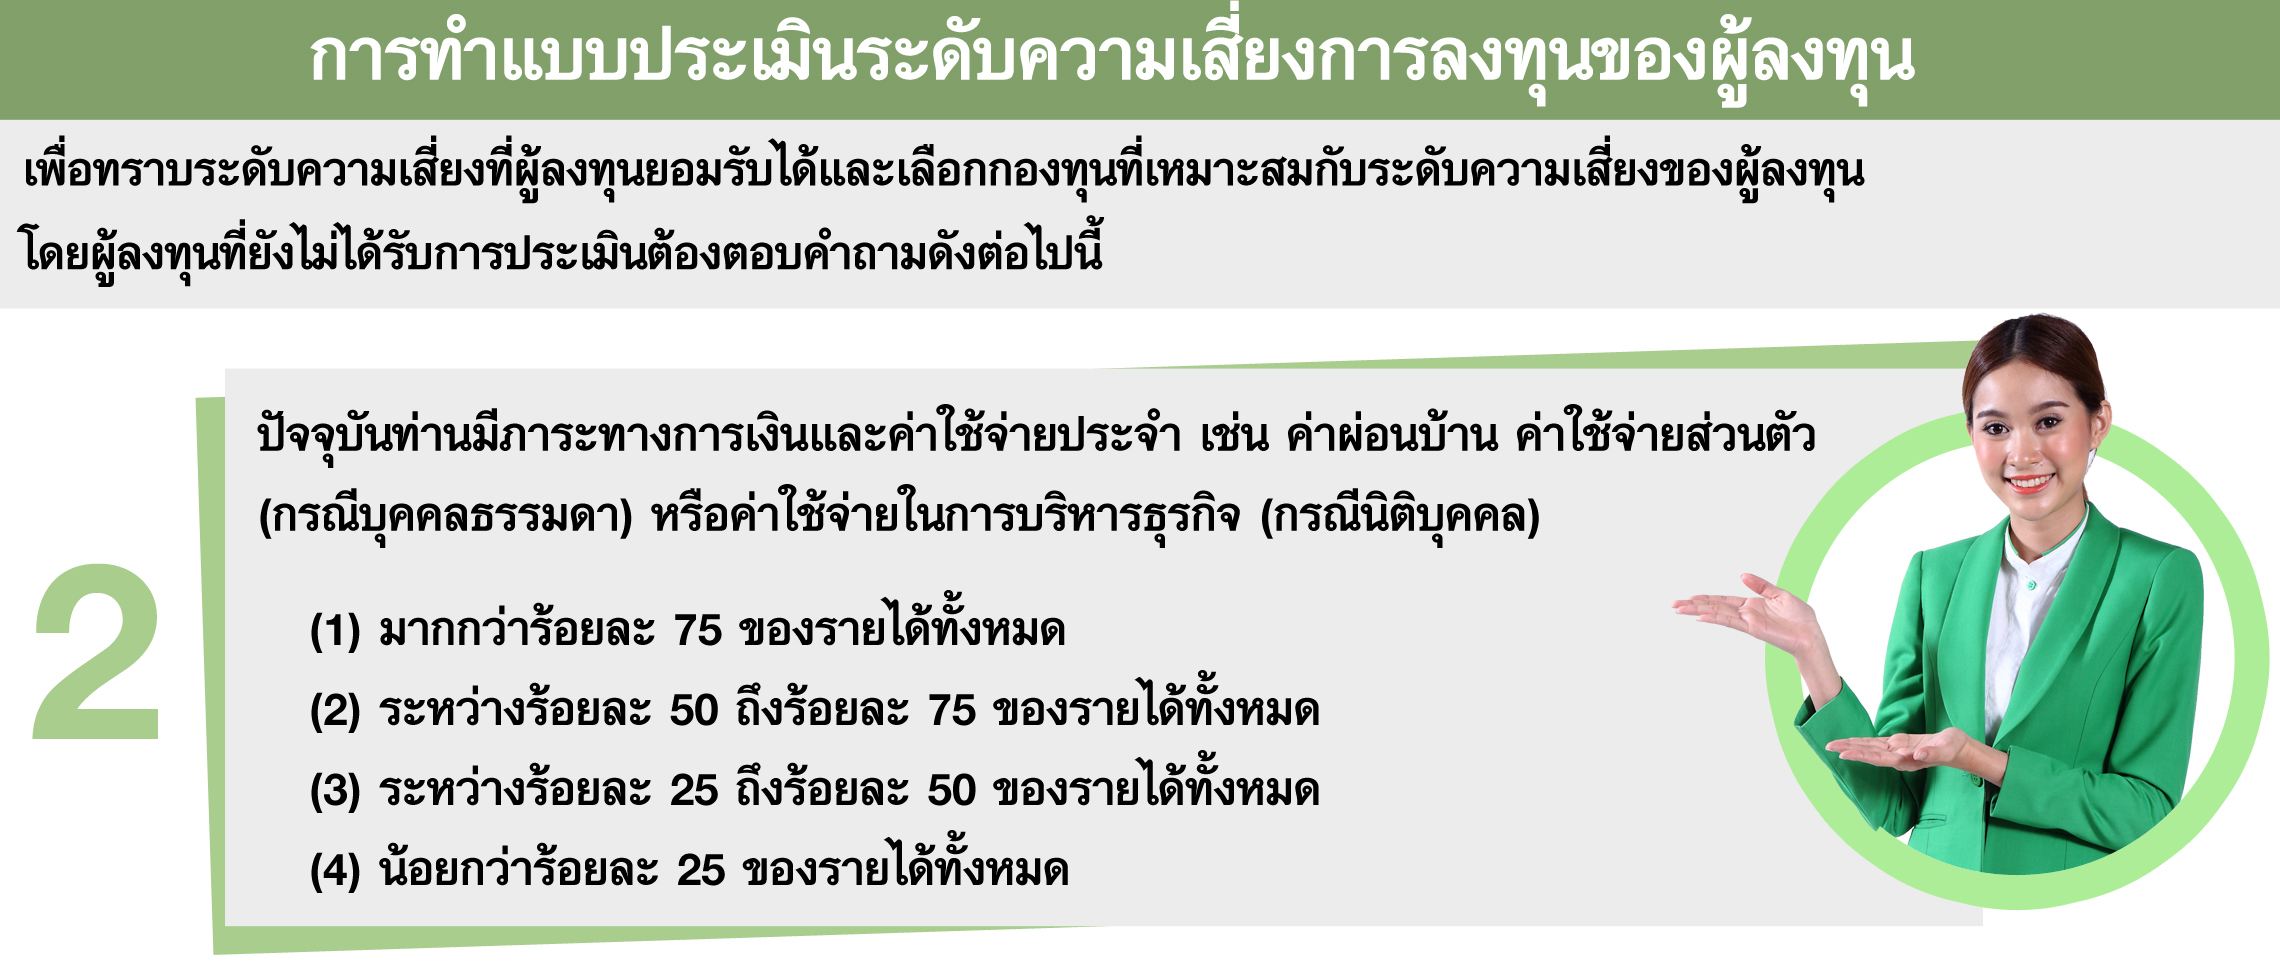 การทำแบบประเมินระดับความเสี่ยงการลงทุนของผู้ลงทุน
เพื่อทราบระดับความเสี่ยงที่ผู้ลงทุนยอมรับได้และเลือกกองทุนที่เหมาะสมกับระดับความเสี่ยงของผู้ลงทุน
โดยผู้ลงทุนที่ยังไม่ได้รับการประเมินต้องตอบคำถามดังต่อไปนี้
2
ปัจจุบันท่านมีภาระทางการเงินและค่าใช้จ่ายประจำ เช่น ค่าผ่อนบ้าน ค่าใช้จ่ายส่วนตัว
(กรณีบุคคลธรรมดา) หรือค่าใช้จ่ายในการบริหารธุรกิจ (กรณีนิติบุคคล)
(1) มากกว่าร้อยละ 75 ของรายได้ทั้งหมด
(2) ระหว่างร้อยละ 50 ถึงร้อยละ 75 ของรายได้ทั้งหมด
(3) ระหว่างร้อยละ 25 ถึงร้อยละ 50 ของรายได้ทั้งหมด
(4) น้อยกว่าร้อยละ 25 ของรายได้ทั้งหมด